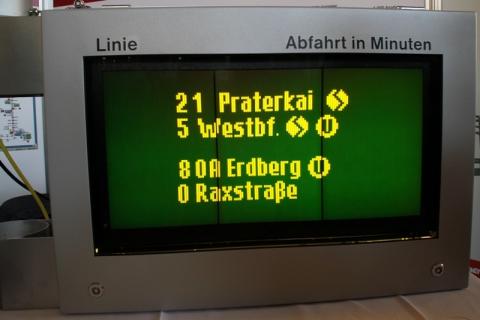 Linie Abfahrt in Minuten
21 Praterkai
5 Westbf. U
80A Erdberg U
0 Raxstraße